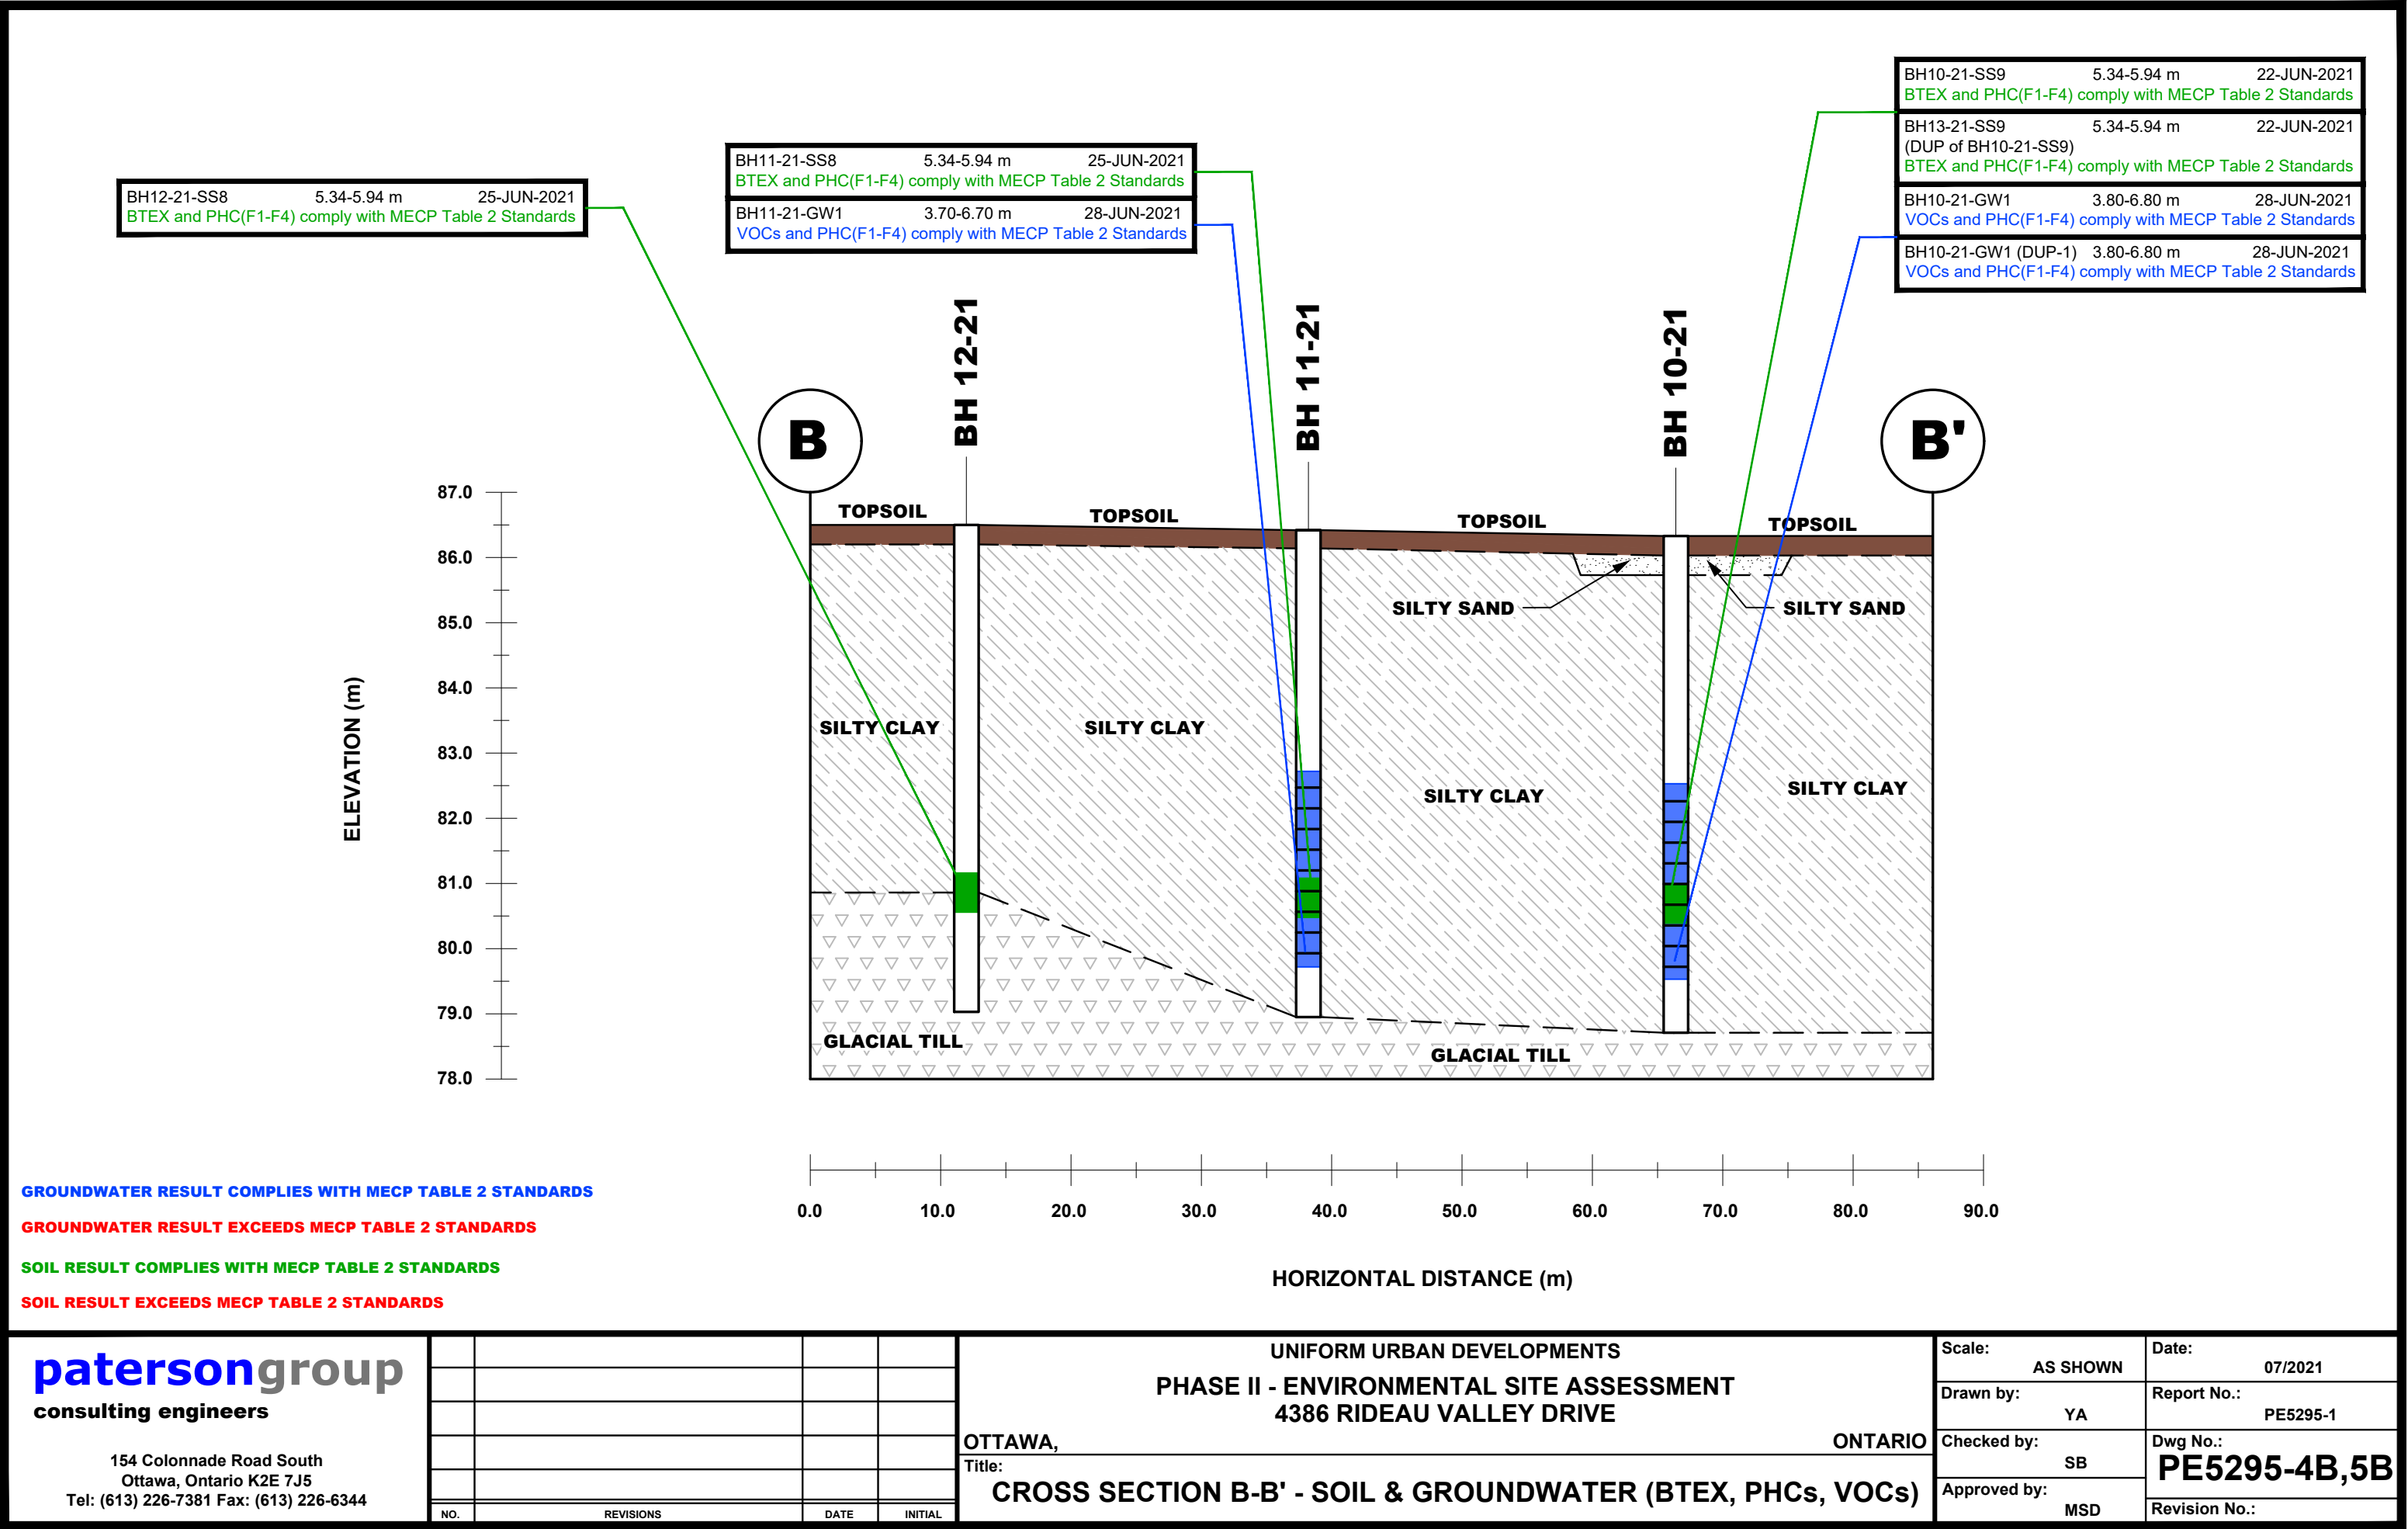 BH10-21-SS9 5.34-5.94 m 22-JUN-2021
BTEX and PHC(F1-F4) comply with MECP Table 2 Standards
BH13-21-SS9 5.34-5.94 m 22-JUN-2021
(DUP of BH10-21-SS9)
BTEX and PHC(F1-F4) comply with MECP Table 2 Standards
BH10-21-GW1 3.80-6.80 m 28-JUN-2021
VOCs and PHC(F1-F4) comply with MECP Table 2 Standards
BH10-21-GW1 (DUP-1) 3.80-6.80 m 28-JUN-2021
VOCs and PHC(F1-F4) comply with MECP Table 2 Standards
BH11-21-SS8 5.34-5.94 m 25-JUN-2021
BTEX and PHC(F1-F4) comply with MECP Table 2 Standards
BH11-21-GW1 3.70-6.70 m 28-JUN-2021
VOCs and PHC(F1-F4) comply with MECP Table 2 Standards
BH12-21-SS8 5.34-5.94 m 25-JUN-2021
BTEX and PHC(F1-F4) comply with MECP Table 2 Standards
BH 12-21
BH 11-21
BH 10-21
B
B'
TOPSOIL
TOPSOIL
TOPSOIL
TOPSOIL
SILTY SAND
SILTY SAND
SILTY CLAY
SILTY CLAY
SILTY CLAY
SILTY CLAY
GLACIAL TILL
GLACIAL TILL
ELEVATION (m)
87.0
86.0
85.0
84.0
83.0
82.0
81.0
80.0
79.0
78.0
0.0 10.0 20.0 30.0 40.0 50.0 60.0 70.0 80.0 90.0
HORIZONTAL DISTANCE (m)
GROUNDWATER RESULT COMPLIES WITH MECP TABLE 2 STANDARDS
GROUNDWATER RESULT EXCEEDS MECP TABLE 2 STANDARDS
SOIL RESULT COMPLIES WITH MECP TABLE 2 STANDARDS
SOIL RESULT EXCEEDS MECP TABLE 2 STANDARDS
patersongroup
consulting engineers
154 Colonnade Road South
Ottawa, Ontario K2E 7J5
Tel: (613) 226-7381 Fax: (613) 226-6344
NO. REVISIONS DATE INITIAL
UNIFORM URBAN DEVELOPMENTS
PHASE II - ENVIRONMENTAL SITE ASSESSMENT
4386 RIDEAU VALLEY DRIVE
OTTAWA, ONTARIO
Title:
CROSS SECTION B-B' - SOIL & GROUNDWATER (BTEX, PHCs, VOCs)
Scale:
AS SHOWN
Date:
07/2021
Drawn by:
YA
Report No.:
PE5295-1
Checked by:
SB
Dwg No.:
PE5295-4B,5B
Approved by:
MSD
Revision No.: